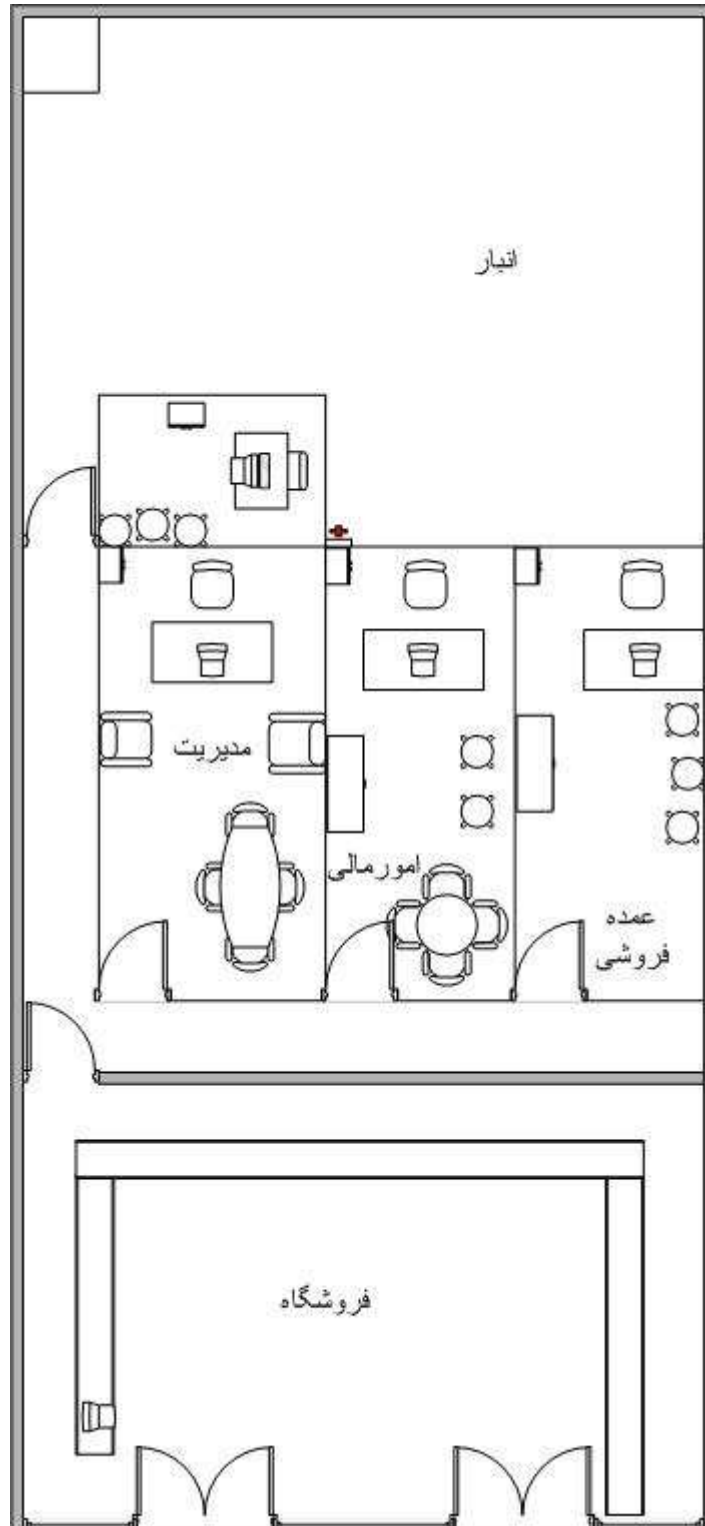 انبار
مدیریت
امورمالی
عمده
فروشی
فروشگاه